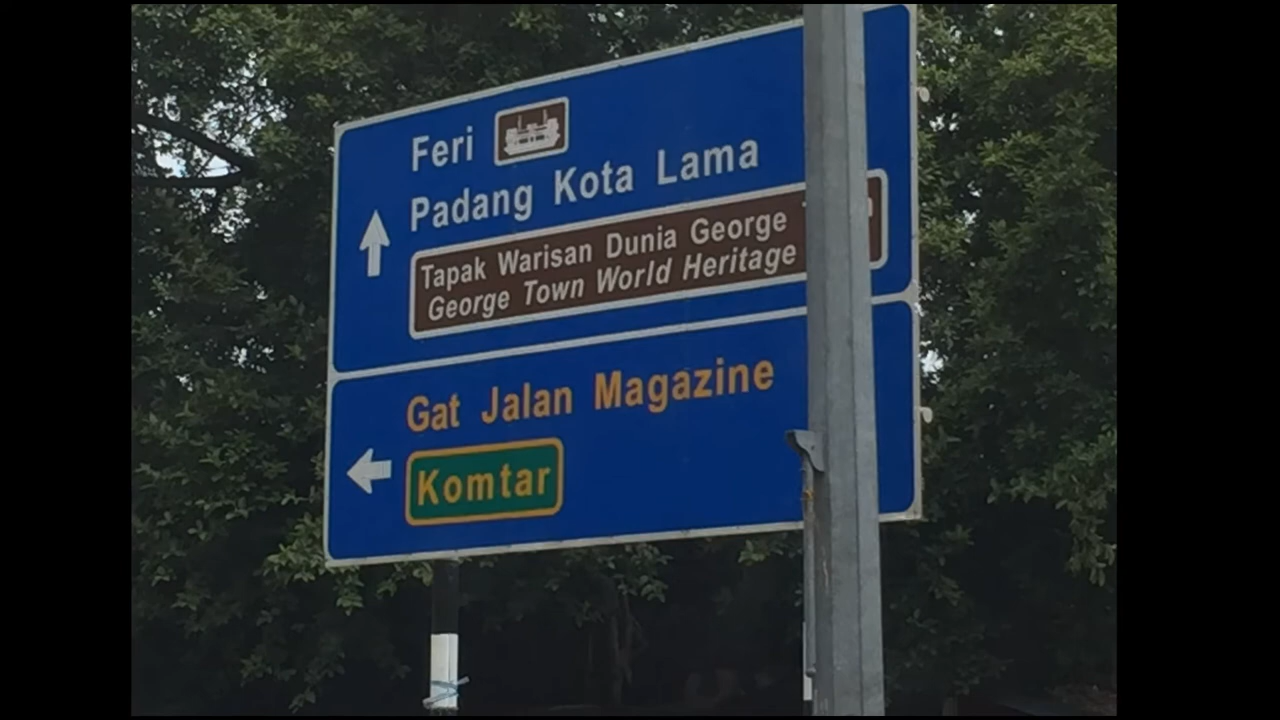 Feri
Padang Kota Lama
Tapak Warisan Dunia George
George Town World Heritage
Gat Jalan Magazine
Komtar